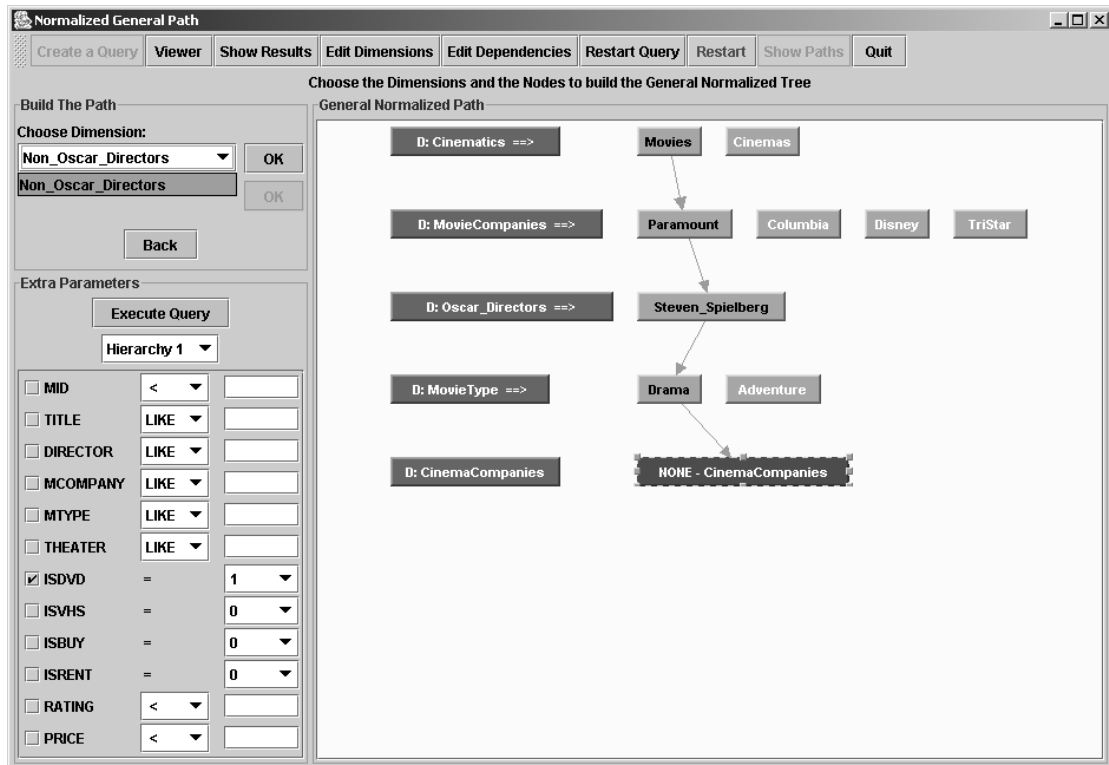 Normalized General Path
Create a Query Viewer Show Results Edit Dimensions Edit Dependencies Restart Query Restart Show Paths Quit
Choose the Dimensions and the Nodes to build the General Normalized Tree
Build The Path
Choose Dimension:
Non_Oscar_Directors OK
Non_Oscar_Directors
OK
Back
Extra Parameters
Execute Query
Hierarchy 1
MID <
TITLE LIKE
DIRECTOR LIKE
MCOMPANY LIKE
MTYPE LIKE
THEATER LIKE
ISDVD = 1
ISVHS = 0
ISBUY = 0
ISRENT = 0
RATING <
PRICE <
General Normalized Path
D: Cinematics ==> Movies Cinemas
D: MovieCompanies ==> Paramount Columbia Disney TriStar
D: Oscar_Directors ==> Steven_Spielberg
D: MovieType ==> Drama Adventure
D: CinemaCompanies NONE - CinemaCompanies